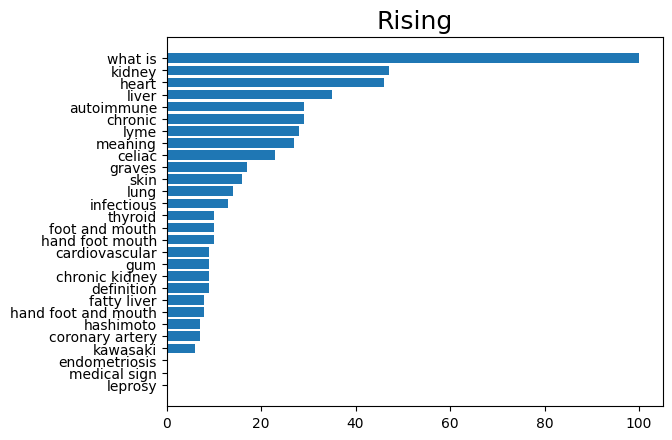 Rising
what is
kidney
heart
liver
autoimmune
chronic
lyme
meaning
celiac
graves
skin
lung
infectious
thyroid
foot and mouth
hand foot mouth
cardiovascular
gum
chronic kidney
definition
fatty liver
hand foot and mouth
hashimoto
coronary artery
kawasaki
endometriosis
medical sign
leprosy
0 20 40 60 80 100